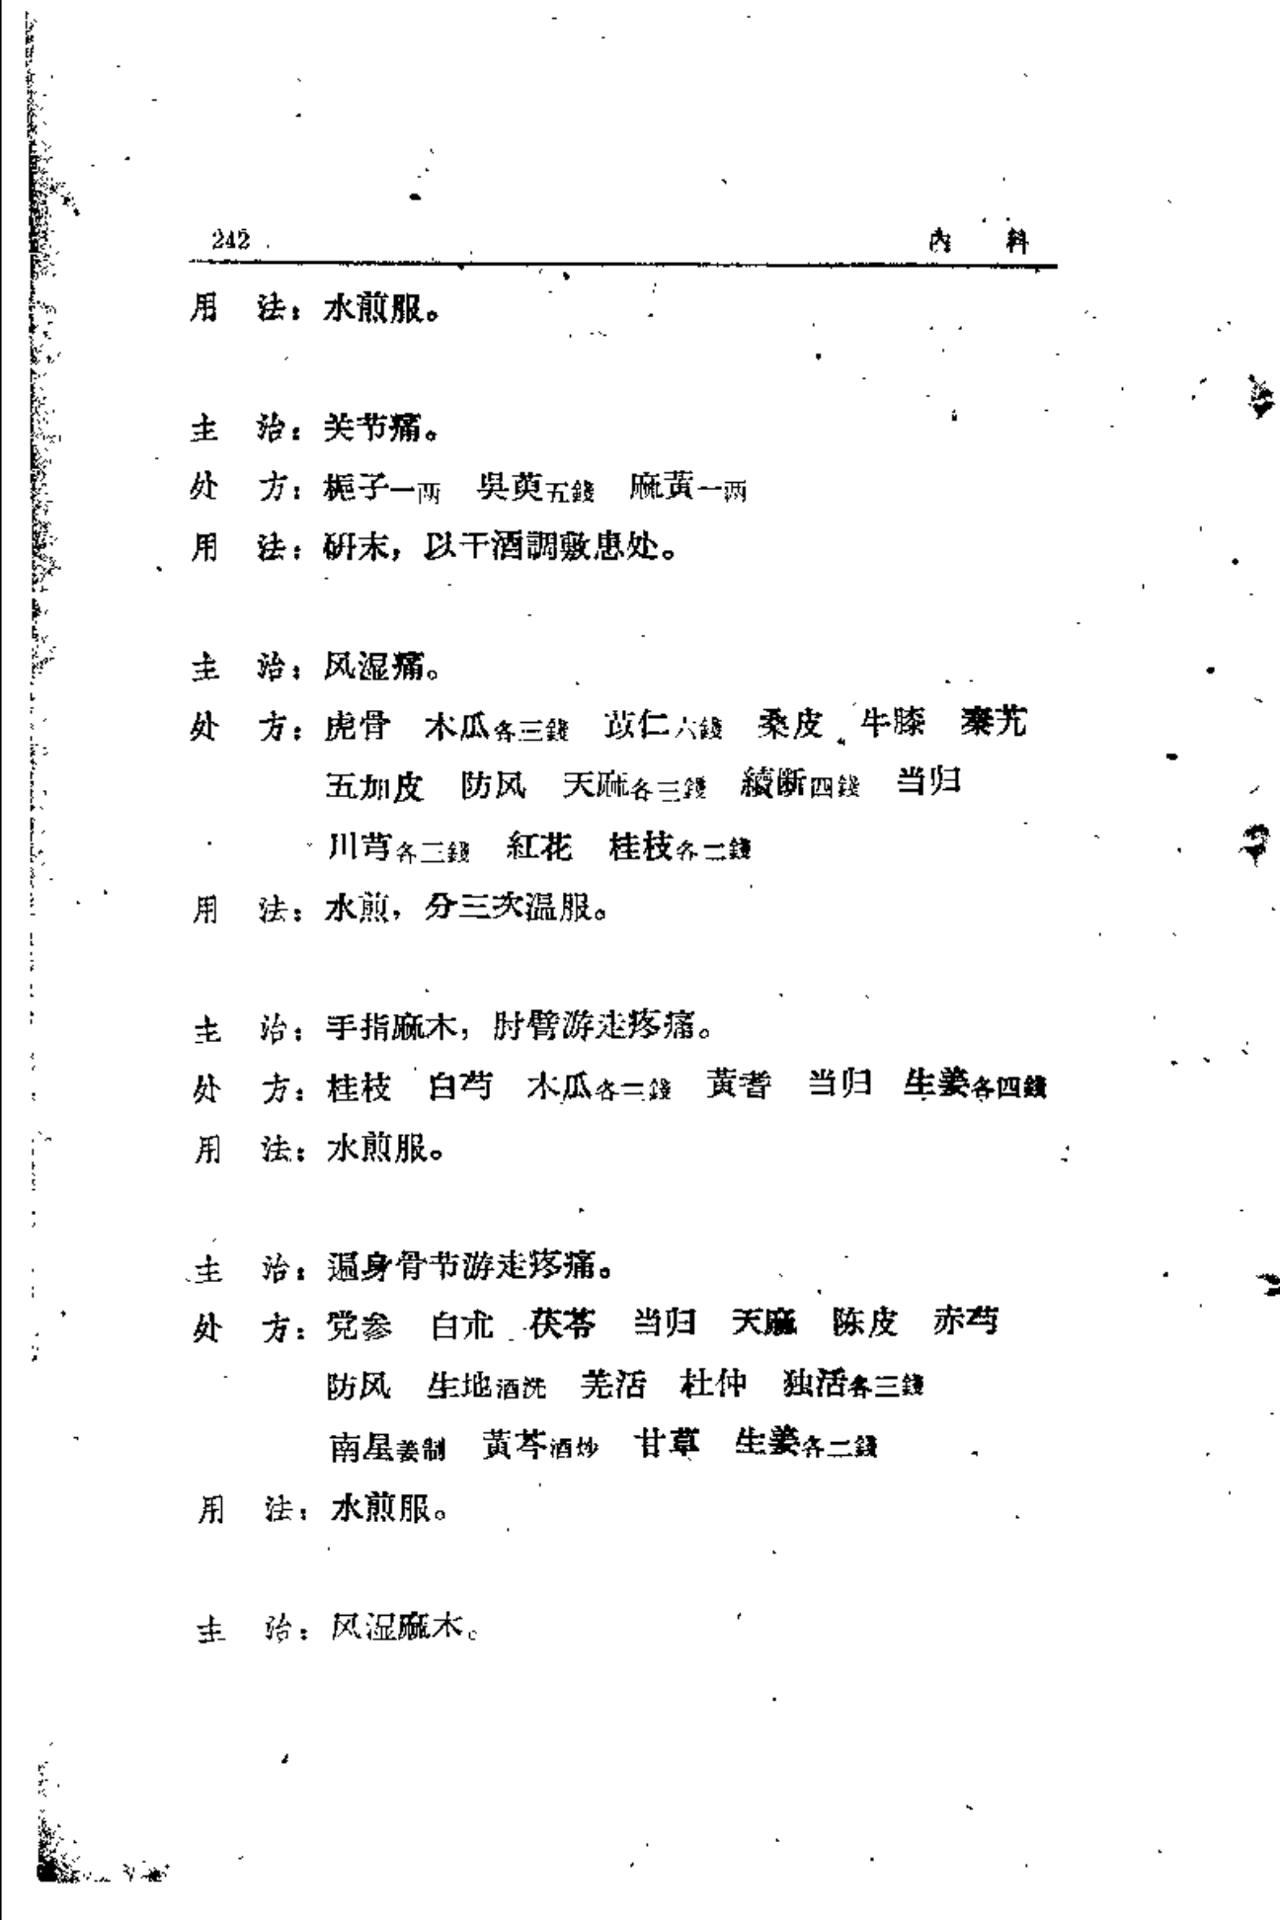 242 內 科
用 法：水煎服。
主 治：关节痛。
处 方：梔子一兩 吳萸五錢 麻黃一兩
用 法：研末，以干酒調敷患处。
主 治：风湿痛。
处 方：虎骨 木瓜各三錢 苡仁六錢 桑皮 牛膝 秦艽
五加皮 防风 天麻各三錢 續断四錢 当归
川芎各三錢 紅花 桂枝各二錢
用 法：水煎，分三次温服。
主 治：手指麻木，肘臂游走疼痛。
处 方：桂枝 白芍 木瓜各三錢 黃耆 当归 生姜各四錢
用 法：水煎服。
主 治：遍身骨节游走疼痛。
处 方：党参 白朮 茯苓 当归 天麻 陈皮 赤芍
防风 生地酒洗 羌活 杜仲 独活各三錢
南星姜制 黃芩酒炒 甘草 生姜各二錢
用 法：水煎服。
主 治：风湿麻木。